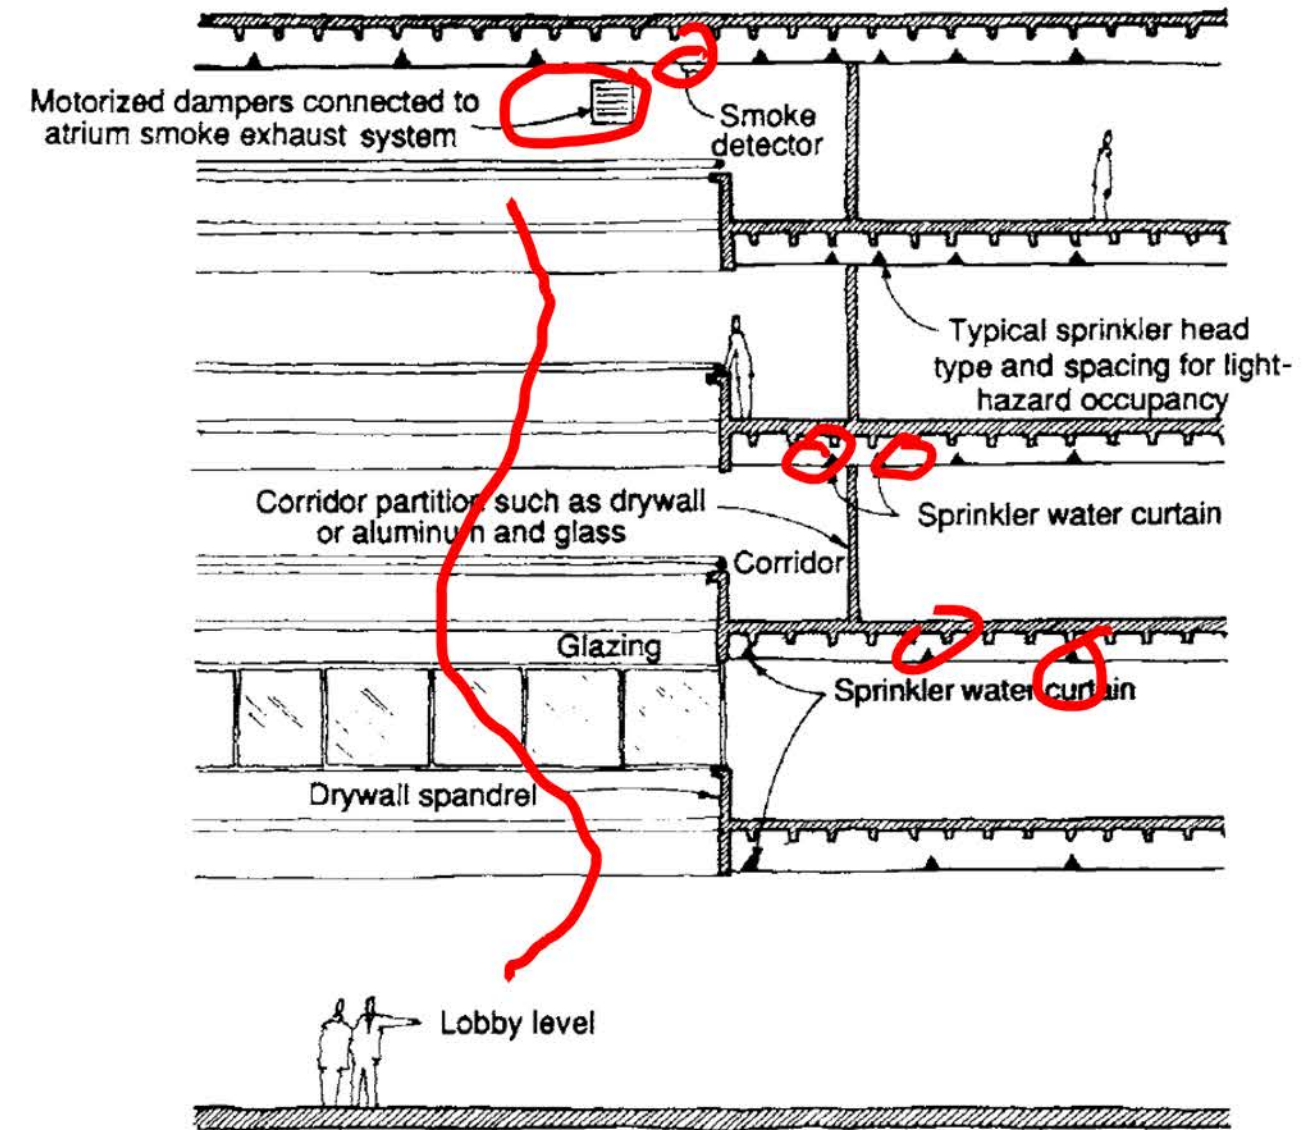 Motorized dampers connected to
atrium smoke exhaust system
Smoke
detector
Typical sprinkler head
type and spacing for light-
hazard occupancy
Corridor partition such as drywall
or aluminum and glass
Sprinkler water curtain
Corridor
Glazing
Sprinkler water curtain
Drywall spandrel
Lobby level